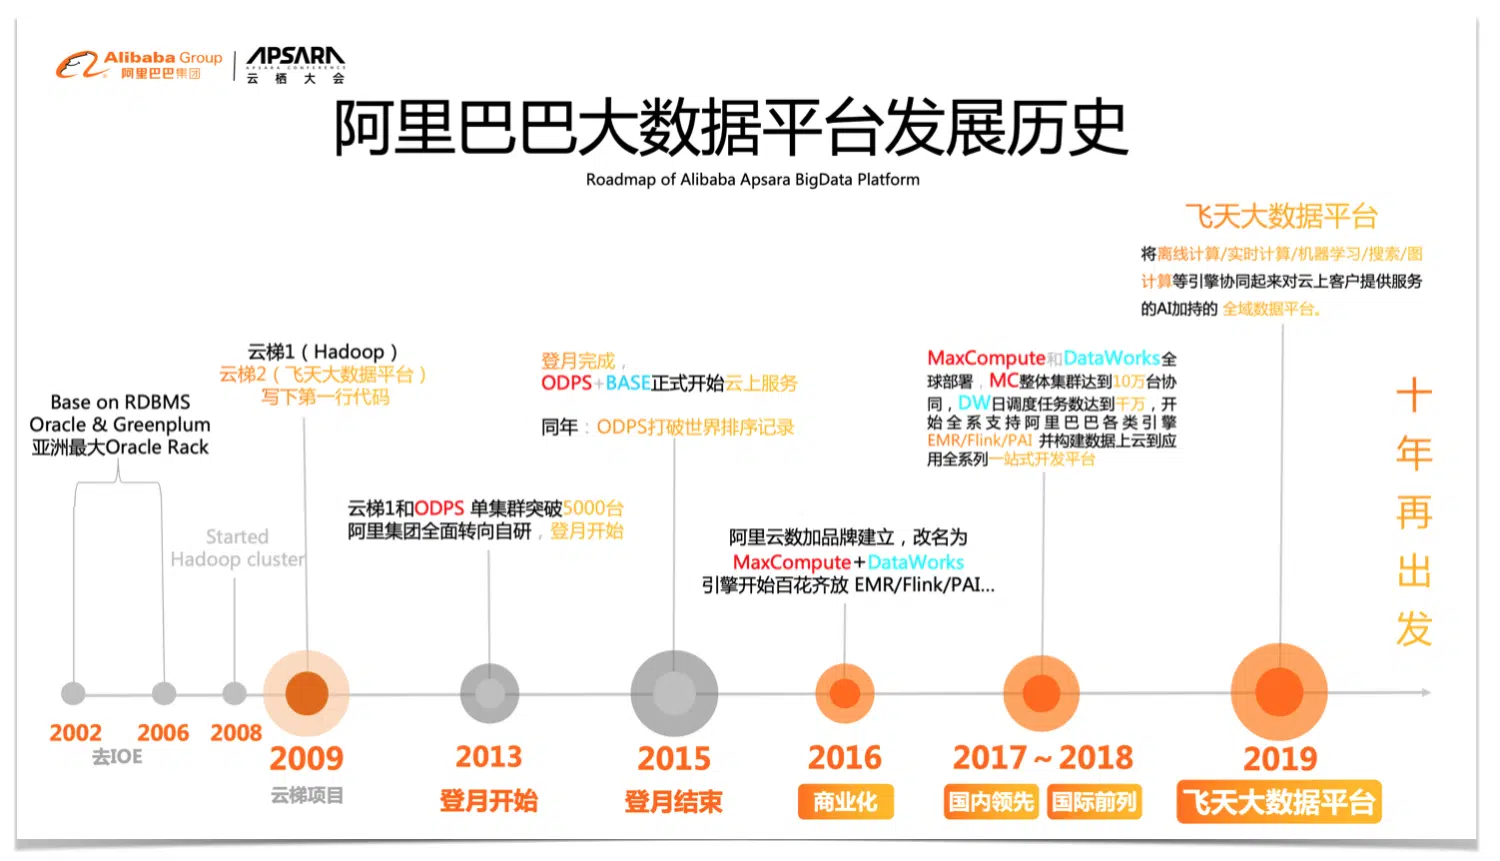 Alibaba Group
阿里巴巴集团
APSARA
APSARA CONFERENCE
云栖大会
阿里巴巴大数据平台发展历史
Roadmap of Alibaba Apsara BigData Platform
Base on RDBMS
Oracle & Greenplum
亚洲最大Oracle Rack
Started
Hadoop cluster
云梯1（Hadoop）
云梯2（飞天大数据平台）
写下第一行代码
云梯1和ODPS 单集群突破5000台
阿里集团全面转向自研，登月开始
登月完成，
ODPS+BASE正式开始云上服务
同年：ODPS打破世界排序记录
阿里云数加品牌建立，改名为
MaxCompute+DataWorks
引擎开始百花齐放 EMR/Flink/PAI...
MaxCompute和DataWorks全
球部署，MC整体集群达到10万台协
同，DW日调度任务数达到千万，开
始全系支持阿里巴巴各类引擎
EMR/Flink/PAI 并构建数据上云到应
用全系列一站式开发平台
飞天大数据平台
将离线计算/实时计算/机器学习/搜索/图
计算等引擎协同起来对云上客户提供服务
的AI加持的 全域数据平台。
十年再出发
2002
2006
去IOE
2008
2009
云梯项目
2013
登月开始
2015
登月结束
2016
商业化
2017～2018
国内领先
国际前列
2019
飞天大数据平台